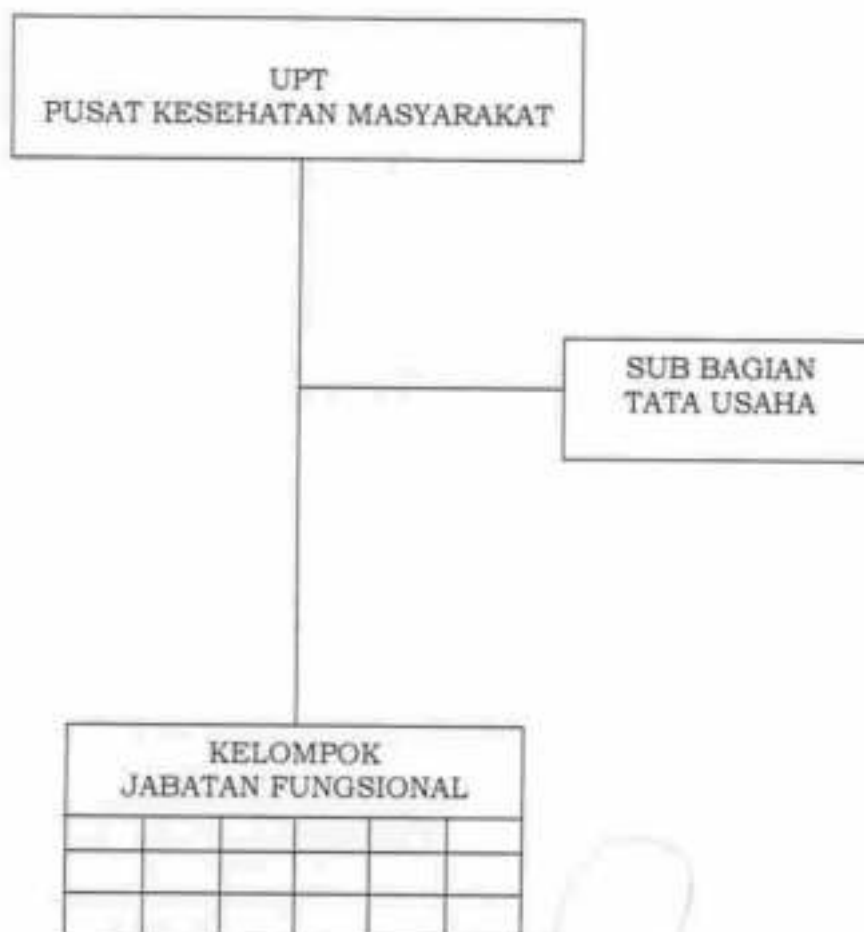 UPT
PUSAT KESEHATAN MASYARAKAT
SUB BAGIAN
TATA USAHA
KELOMPOK
JABATAN FUNGSIONAL